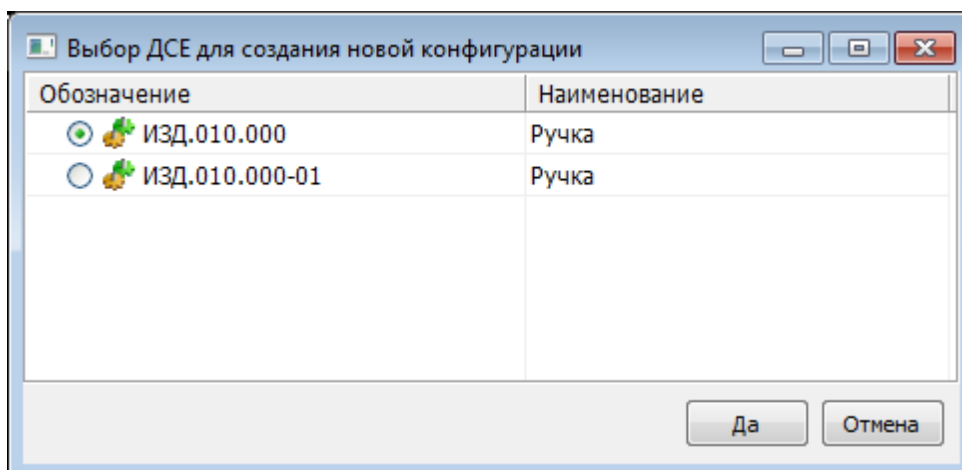 Выбор ДСЕ для создания новой конфигурации
Обозначение Наименование
ИЗД.010.000 Ручка
ИЗД.010.000-01 Ручка
Да Отмена